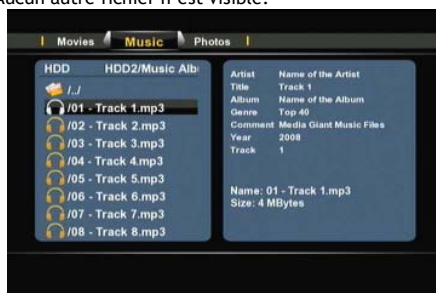 Aucun autre fichier n'est visible.
Movies Music Photos
HDD HDD2/Music Alb
/../
/01 - Track 1.mp3
/02 - Track 2.mp3
/03 - Track 3.mp3
/04 - Track 4.mp3
/05 - Track 5.mp3
/06 - Track 6.mp3
/07 - Track 7.mp3
/08 - Track 8.mp3
Artist Name of the Artist
Title Track 1
Album Name of the Album
Genre Top 40
Comment Media Giant Music Files
Year 2008
Track 1
Name: 01 - Track 1.mp3
Size: 4 MBytes